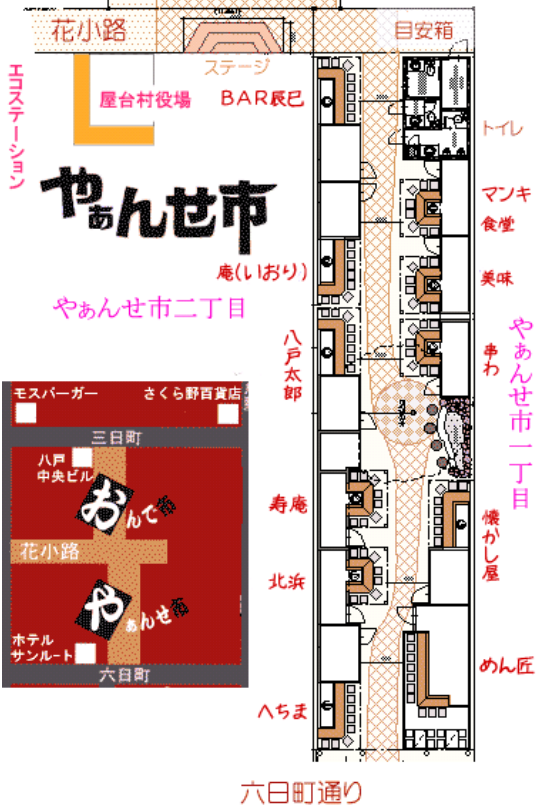 花小路
目安箱
ステージ
エコステーション
屋台村役場
BAR辰巳
トイレ
やぁんせ市
マンキ
食堂
庵(いおり)
美味
やぁんせ市二丁目
八戸太郎
串わ
やぁんせ市一丁目
モスバーガー
さくら野百貨店
三日町
八戸
中央ビル
おんで市
花小路
やぁんせ市
ホテル
サンルート
六日町
寿庵
懐かし屋
北浜
めん匠
へちま
六日町通り